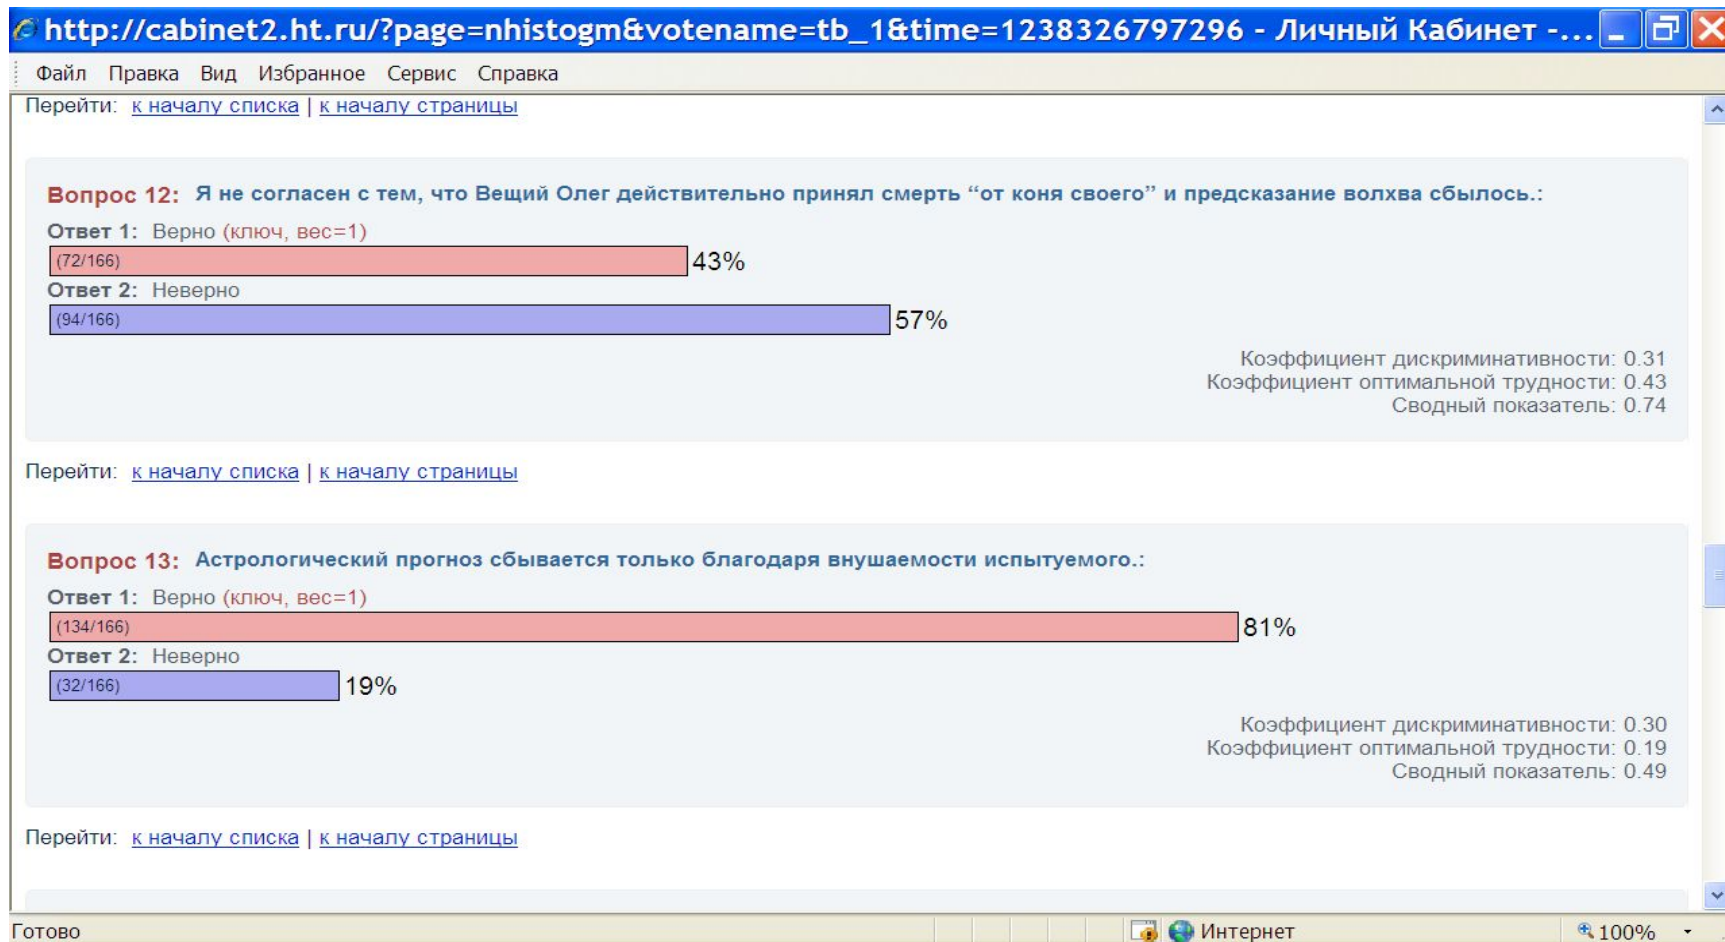 http://cabinet2.ht.ru/?page=nhistogm&votename=tb_1&time=1238326797296 - Личный Кабинет -...
Файл Правка Вид Избранное Сервис Справка
Перейти: к началу списка | к началу страницы
Вопрос 12: Я не согласен с тем, что Вещий Олег действительно принял смерть “от коня своего” и предсказание волхва сбылось.:
Ответ 1: Верно (ключ, вес=1)
(72/166) 43%
Ответ 2: Неверно
(94/166) 57%
Коэффициент дискриминативности: 0.31
Коэффициент оптимальной трудности: 0.43
Сводный показатель: 0.74
Перейти: к началу списка | к началу страницы
Вопрос 13: Астрологический прогноз сбывается только благодаря внушаемости испытуемого.:
Ответ 1: Верно (ключ, вес=1)
(134/166) 81%
Ответ 2: Неверно
(32/166) 19%
Коэффициент дискриминативности: 0.30
Коэффициент оптимальной трудности: 0.19
Сводный показатель: 0.49
Перейти: к началу списка | к началу страницы
Готово Интернет 100%